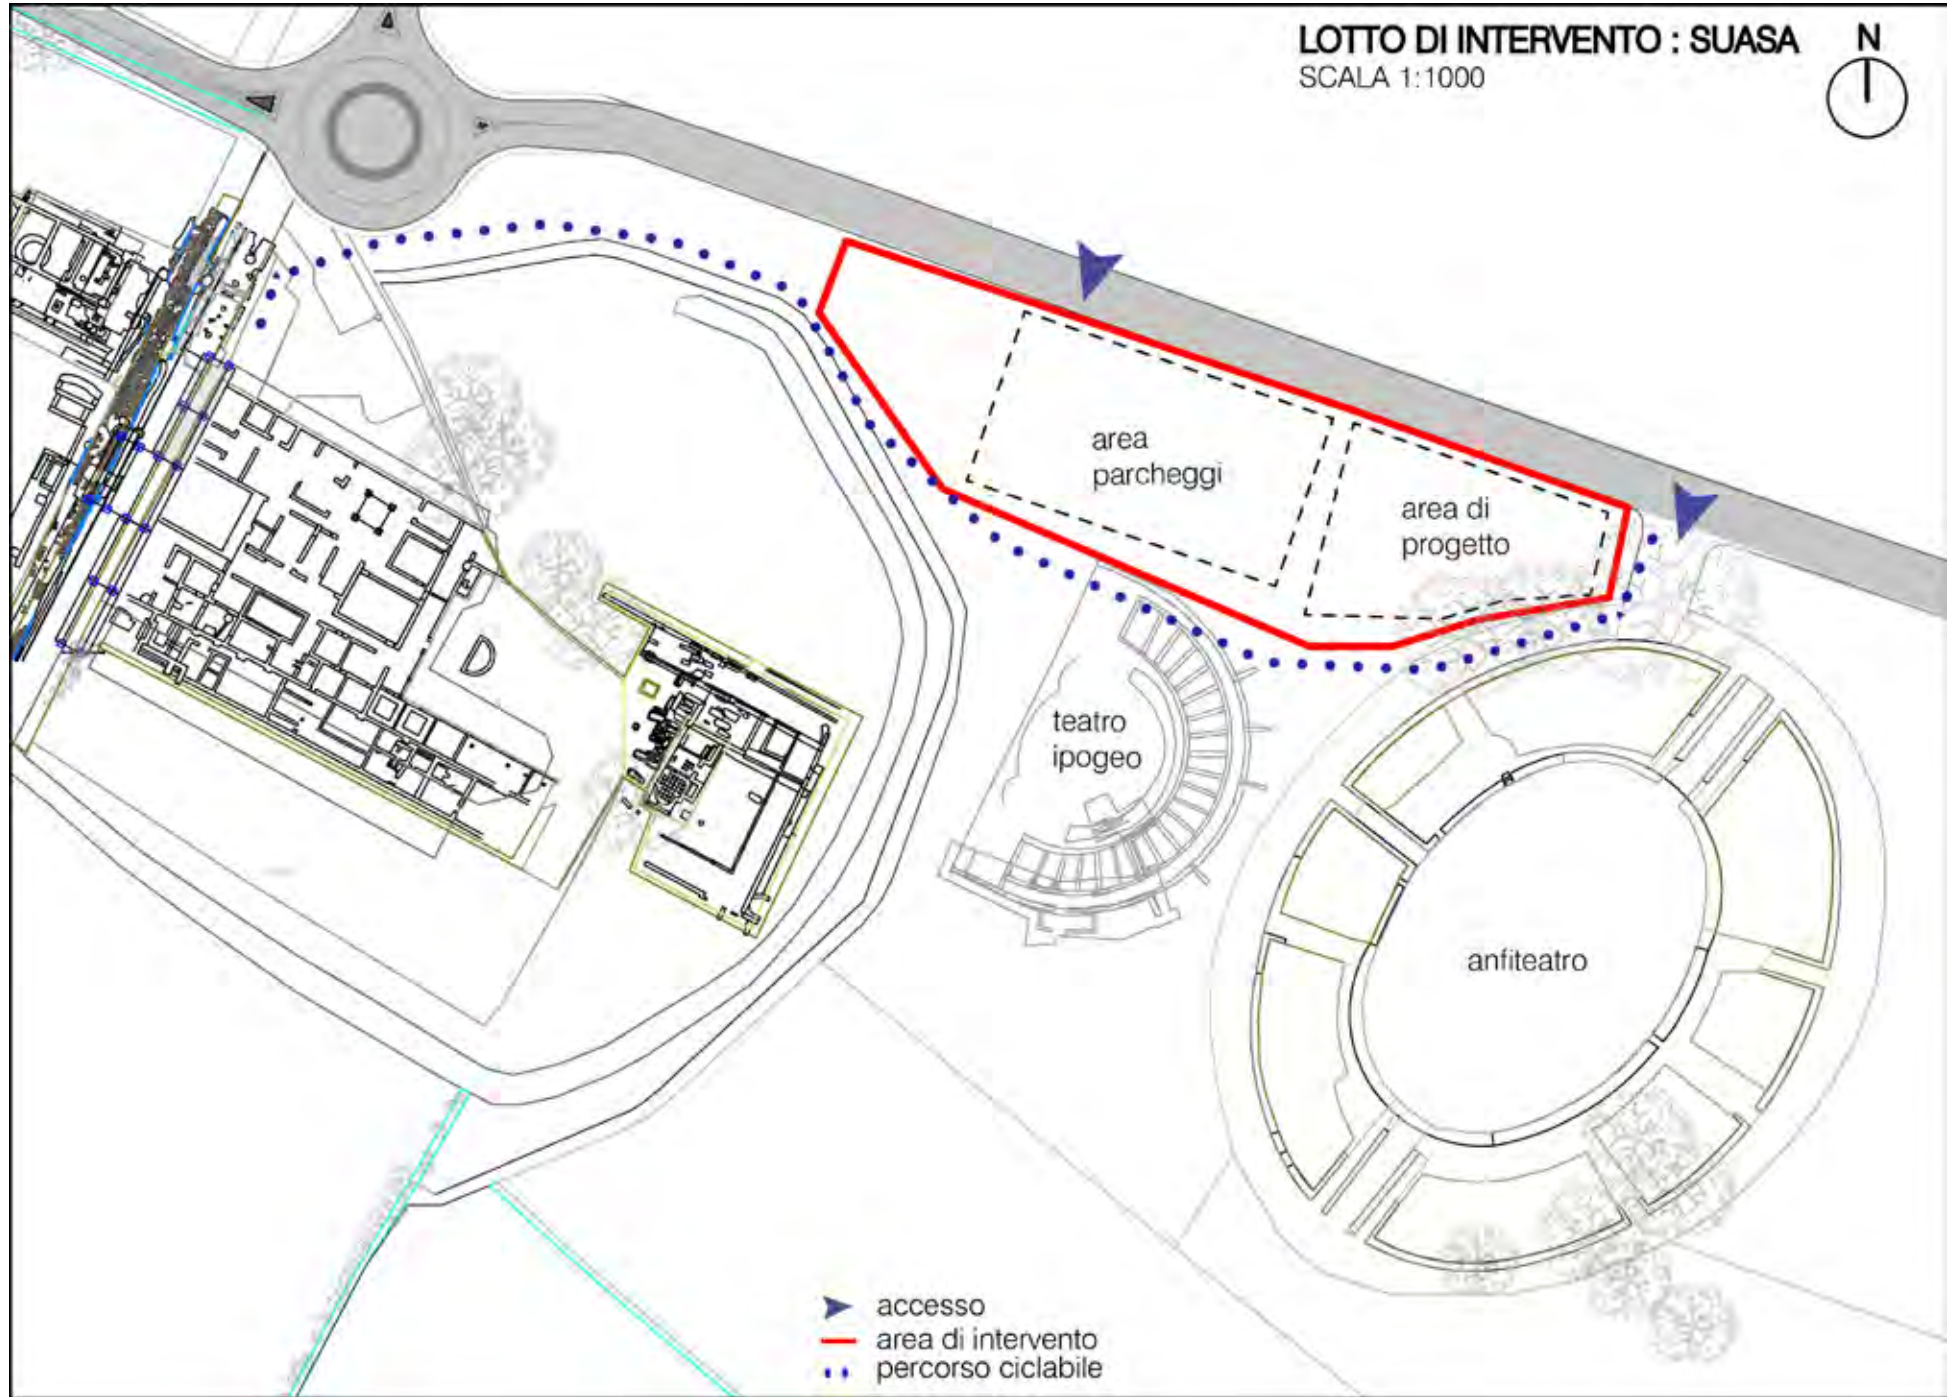 LOTTO DI INTERVENTO : SUASA
SCALA 1:1000
N
area
parcheggi
area di
progetto
teatro
ipogeo
anfiteatro
accesso
area di intervento
percorso ciclabile